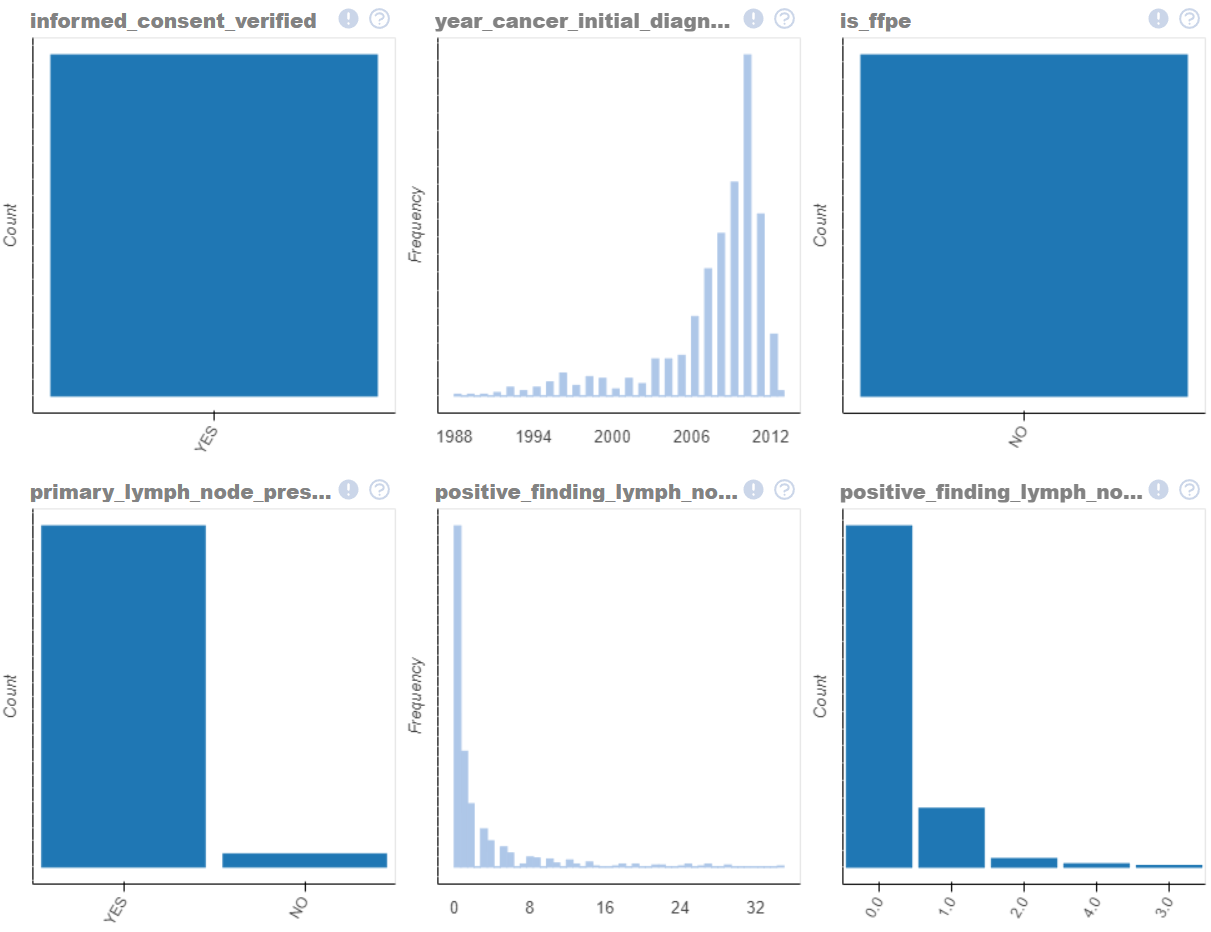 informed_consent_verified ! ?
year_cancer_initial_diagn... ! ?
is_ffpe ! ?
Count
YES
Frequency
1988 1994 2000 2006 2012
Count
NO
primary_lymph_node_pres... ! ?
positive_finding_lymph_no... ! ?
positive_finding_lymph_no... ! ?
Count
YES NO
Frequency
0 8 16 24 32
Count
0.0 1.0 2.0 4.0 3.0